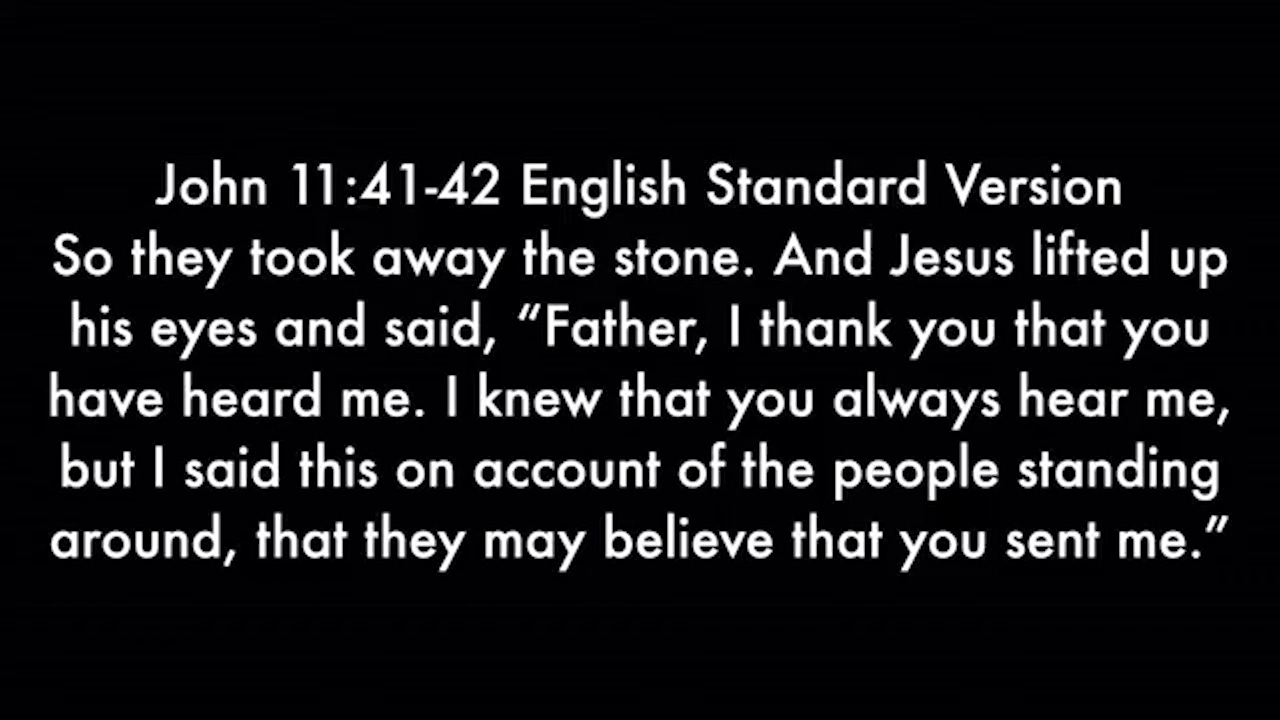 John 11:41-42 English Standard Version
So they took away the stone. And Jesus lifted up
his eyes and said, “Father, I thank you that you
have heard me. I knew that you always hear me,
but I said this on account of the people standing
around, that they may believe that you sent me.”